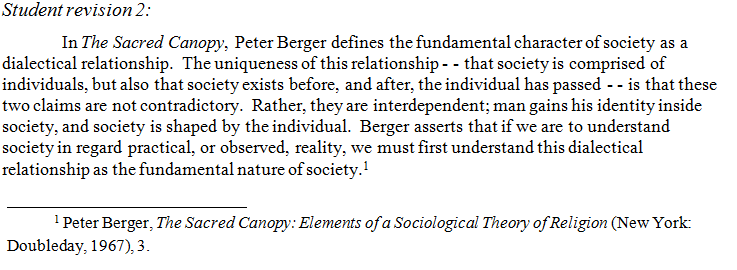 Student revision 2:
In The Sacred Canopy, Peter Berger defines the fundamental character of society as a
dialectical relationship.  The uniqueness of this relationship - - that society is comprised of
individuals, but also that society exists before, and after, the individual has passed - - is that these
two claims are not contradictory.  Rather, they are interdependent; man gains his identity inside
society, and society is shaped by the individual.  Berger asserts that if we are to understand
society in regard practical, or observed, reality, we must first understand this dialectical
relationship as the fundamental nature of society.1
1 Peter Berger, The Sacred Canopy: Elements of a Sociological Theory of Religion (New York:
Doubleday, 1967), 3.